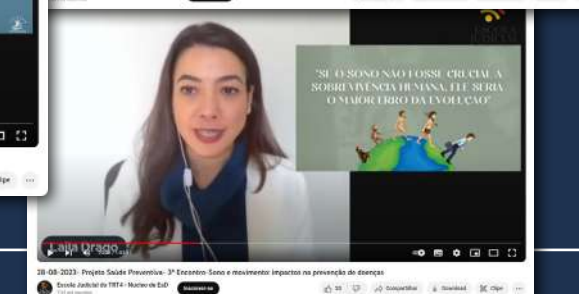 ESCOLA
JUDICIAL
"SE O SONO NÃO FOSSE CRUCIAL À
SOBREVIVÊNCIA HUMANA, ELE SERIA
O MAIOR ERRO DA EVOLUÇÃO"
Laila Drago
28-08-2023- Projeto Saúde Preventiva- 3º Encontro-Sono e movimento: impactos na prevenção de doenças
Escola Judicial do TRT4 - Núcleo de EaD
Inscrever-se
Compartilhar
Download
Clipe